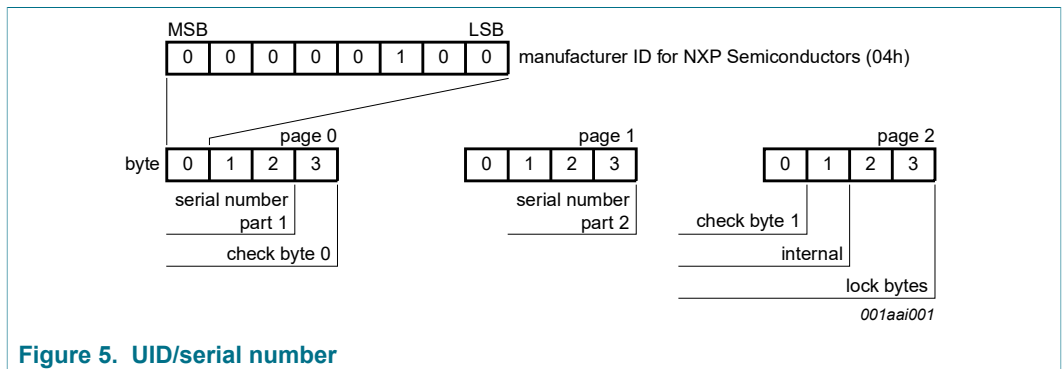 MSB LSB
0 0 0 0 0 1 0 0 manufacturer ID for NXP Semiconductors (04h)
page 0 page 1 page 2
byte 0 1 2 3 0 1 2 3 0 1 2 3
serial number serial number
part 1 part 2 check byte 1
check byte 0 internal
lock bytes
001aai001
Figure 5. UID/serial number